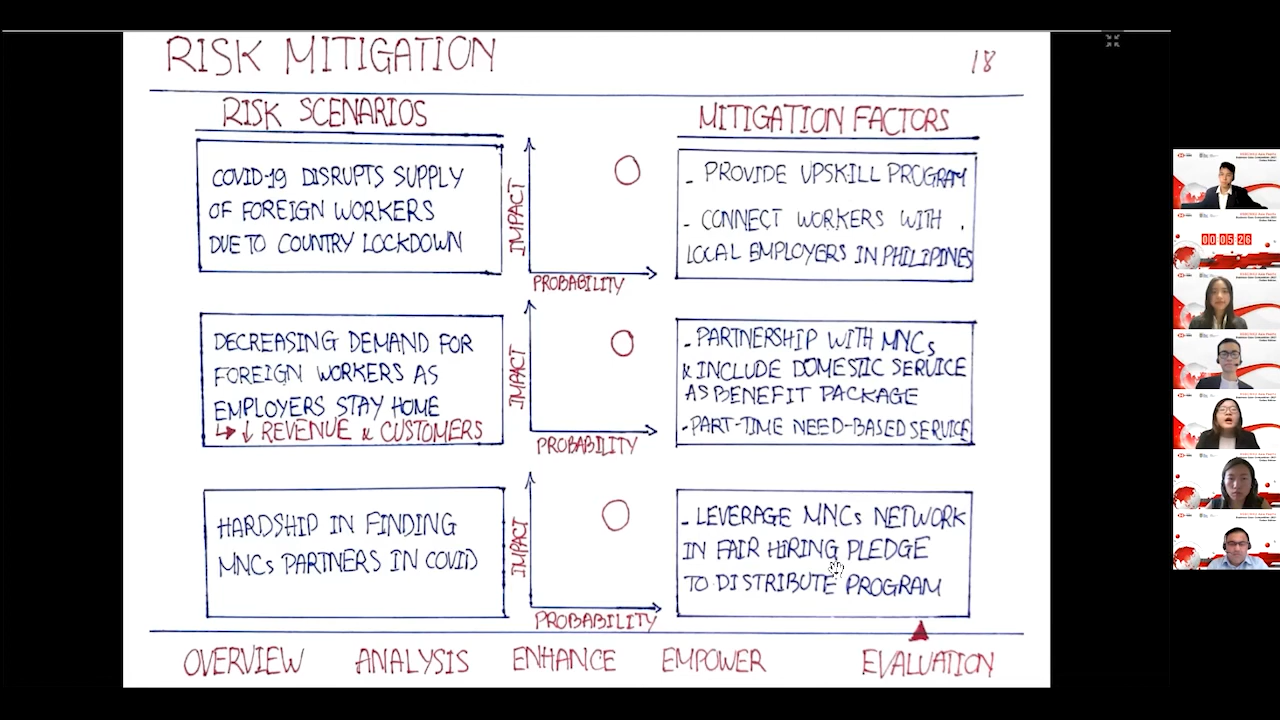 RISK MITIGATION
18
RISK SCENARIOS
MITIGATION FACTORS
COVID-19 DISRUPTS SUPPLY
OF FOREIGN WORKERS
DUE TO COUNTRY LOCKDOWN
IMPACT
PROBABILITY
- PROVIDE UPSKILL PROGRAM
- CONNECT WORKERS WITH
LOCAL EMPLOYERS IN PHILIPINES
DECREASING DEMAND FOR
FOREIGN WORKERS AS
EMPLOYERS STAY HOME
↳ ↓ REVENUE & CUSTOMERS
IMPACT
PROBABILITY
- PARTNERSHIP WITH MNCs
& INCLUDE DOMESTIC SERVICE
AS BENEFIT PACKAGE
- PART-TIME NEED-BASED SERVICE
HARDSHIP IN FINDING
MNCs PARTNERS IN COVID
IMPACT
PROBABILITY
- LEVERAGE MNCs NETWORK
IN FAIR HIRING PLEDGE
TO DISTRIBUTE PROGRAM
OVERVIEW ANALYSIS ENHANCE EMPOWER EVALUATION
00 05 26